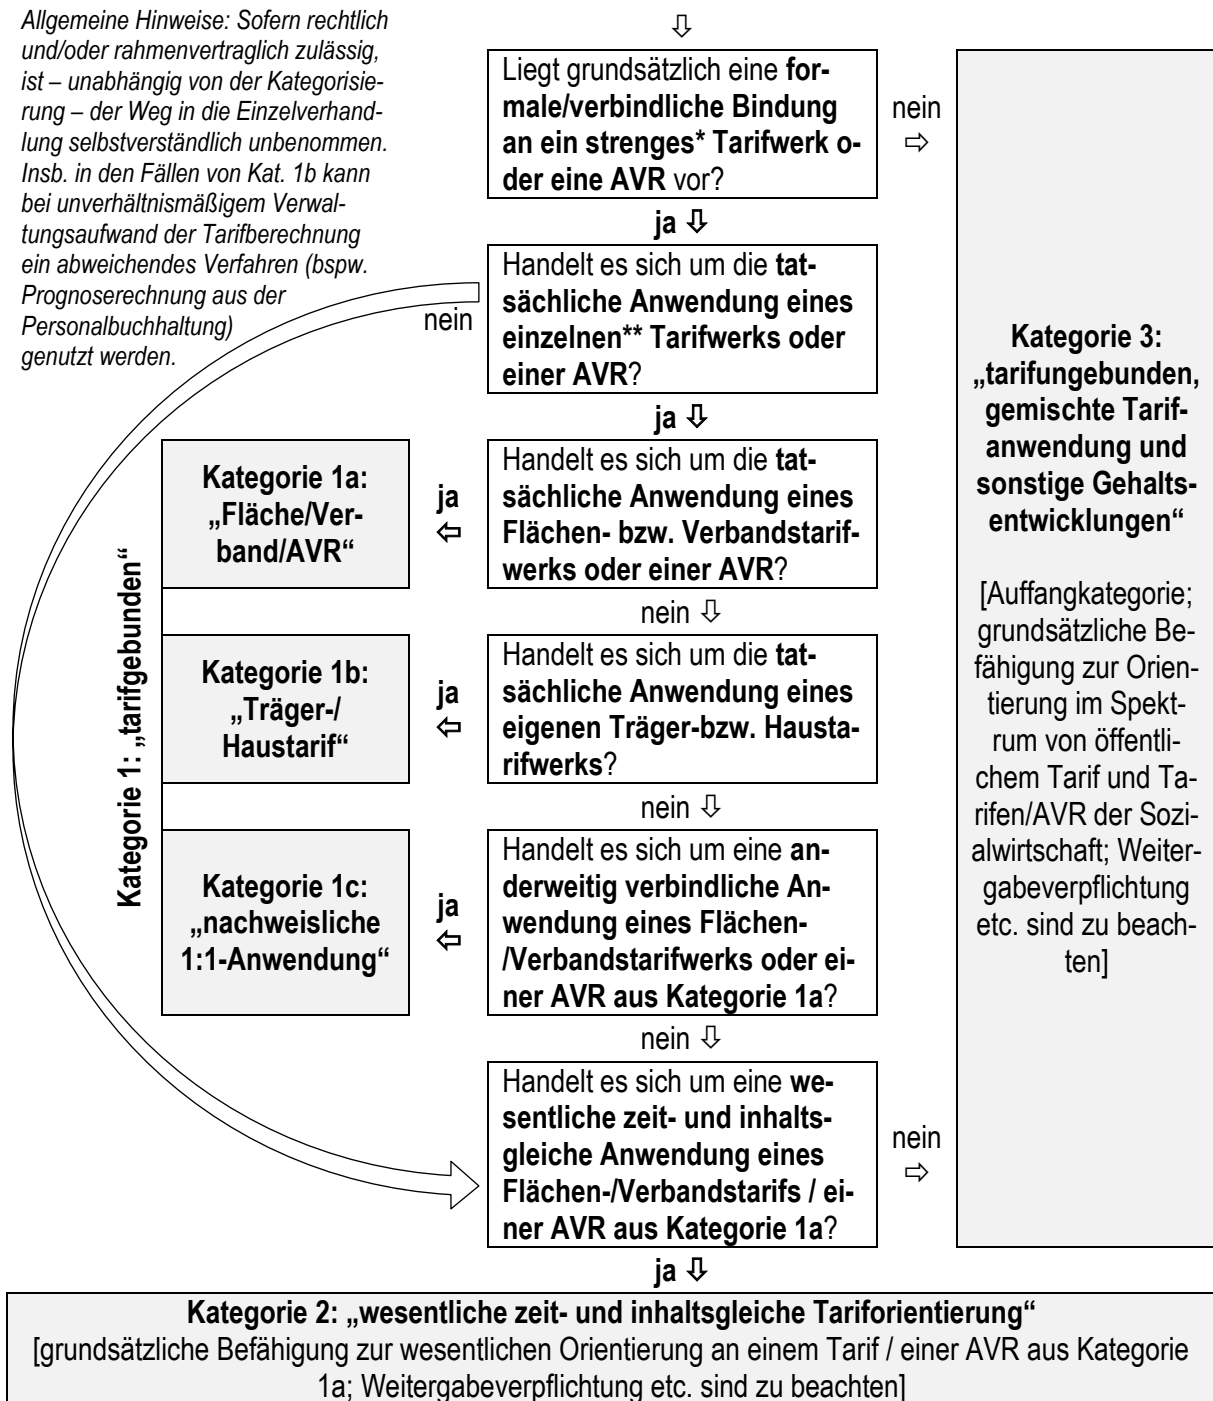 Allgemeine Hinweise: Sofern rechtlich
und/oder rahmenvertraglich zulässig,
ist – unabhängig von der Kategorisie-
rung – der Weg in die Einzelverhand-
lung selbstverständlich unbenommen.
Insb. in den Fällen von Kat. 1b kann
bei unverhältnismäßigem Verwal-
tungsaufwand der Tarifberechnung
ein abweichendes Verfahren (bspw.
Prognoserechnung aus der
Personalbuchhaltung)
genutzt werden.
⇩
Liegt grundsätzlich eine for-
male/verbindliche Bindung
an ein strenges* Tarifwerk o-
der eine AVR vor?
nein
⇨
ja ⇩
Handelt es sich um die tat-
sächliche Anwendung eines
einzelnen** Tarifwerks oder
einer AVR?
nein
ja ⇩
Handelt es sich um die tat-
sächliche Anwendung eines
Flächen- bzw. Verbandstarif-
werks oder einer AVR?
ja
⇦
Kategorie 1a:
„Fläche/Ver-
band/AVR“
nein ⇩
Handelt es sich um die tat-
sächliche Anwendung eines
eigenen Träger-bzw. Hausta-
rifwerks?
ja
⇦
Kategorie 1b:
„Träger-/
Haustarif“
nein ⇩
Handelt es sich um eine an-
derweitig verbindliche An-
wendung eines Flächen-
/Verbandstarifwerks oder ei-
ner AVR aus Kategorie 1a?
ja
⇦
Kategorie 1c:
„nachweisliche
1:1-Anwendung“
Kategorie 1: „tarifgebunden“
nein ⇩
Handelt es sich um eine we-
sentliche zeit- und inhalts-
gleiche Anwendung eines
Flächen-/Verbandstarifs / ei-
ner AVR aus Kategorie 1a?
nein
⇨
Kategorie 3:
„tarifungebunden,
gemischte Tarif-
anwendung und
sonstige Gehalts-
entwicklungen“
[Auffangkategorie;
grundsätzliche Be-
fähigung zur Orien-
tierung im Spekt-
rum von öffentli-
chem Tarif und Ta-
rifen/AVR der Sozi-
alwirtschaft; Weiter-
gabeverpflichtung
etc. sind zu beach-
ten]
ja ⇩
Kategorie 2: „wesentliche zeit- und inhaltsgleiche Tariforientierung“
[grundsätzliche Befähigung zur wesentlichen Orientierung an einem Tarif / einer AVR aus Kategorie
1a; Weitergabeverpflichtung etc. sind zu beachten]